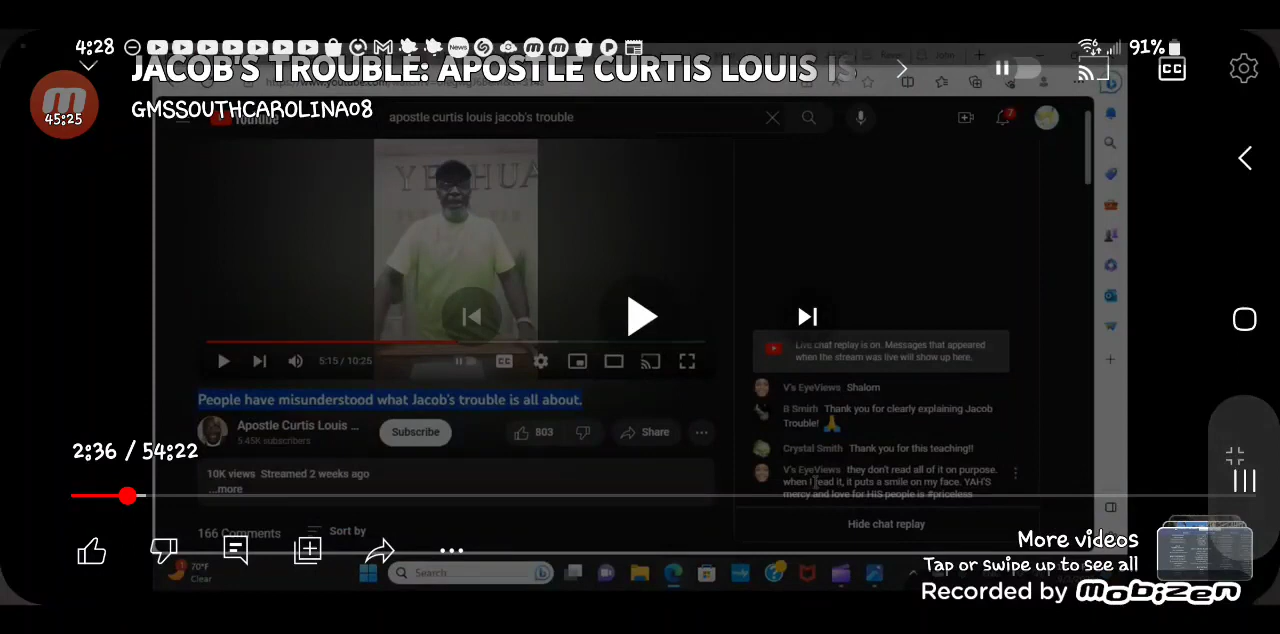 4:28
News
91%
JACOB'S TROUBLE: APOSTLE CURTIS LOUIS IS
CC
45:25
GMSSOUTHCAROLINA08
YouTube
apostle curtis louis jacob's trouble
7
5:15 / 10:25
CC
Live chat replay is on. Messages that appeared
when the stream was live will show up here.
People have misunderstood what Jacob's trouble is all about.
Apostle Curtis Louis ...
5.45K subscribers
Subscribe
803
Share
V's EyeViews Shalom
B Smirh Thank you for clearly explaining Jacob
Trouble! 🙏
Crystal Smith Thank you for this teaching!!
V's EyeViews they don't read all of it on purpose.
when I read it, it puts a smile on my face. YAH'S
mercy and love for HIS people is #priceless
Hide chat replay
2:36 / 54:22
10K views Streamed 2 weeks ago
...more
166 Comments
Sort by
More videos
Tap or swipe up to see all
70°F
Clear
Search
Recorded by mobizen